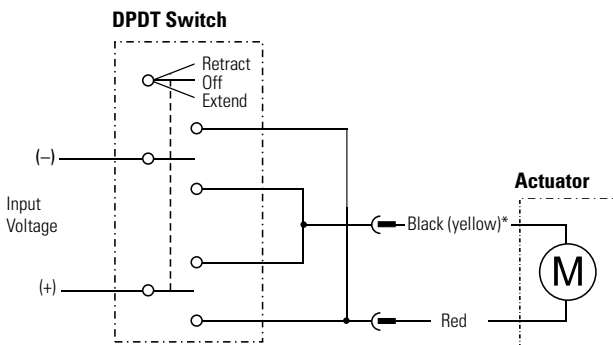 DPDT Switch
Retract
Off
Extend
(–)
Input
Voltage
(+)
Actuator
Black (yellow)*
M
Red